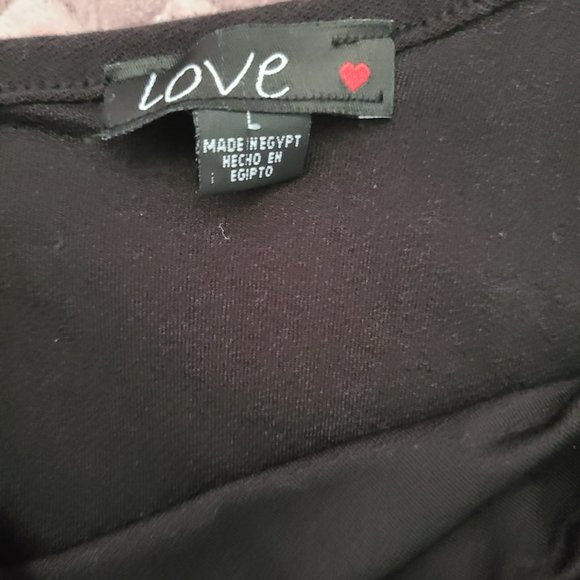 LOVE
L
MADE IN EGYPT
HECHO EN
EGIPTO